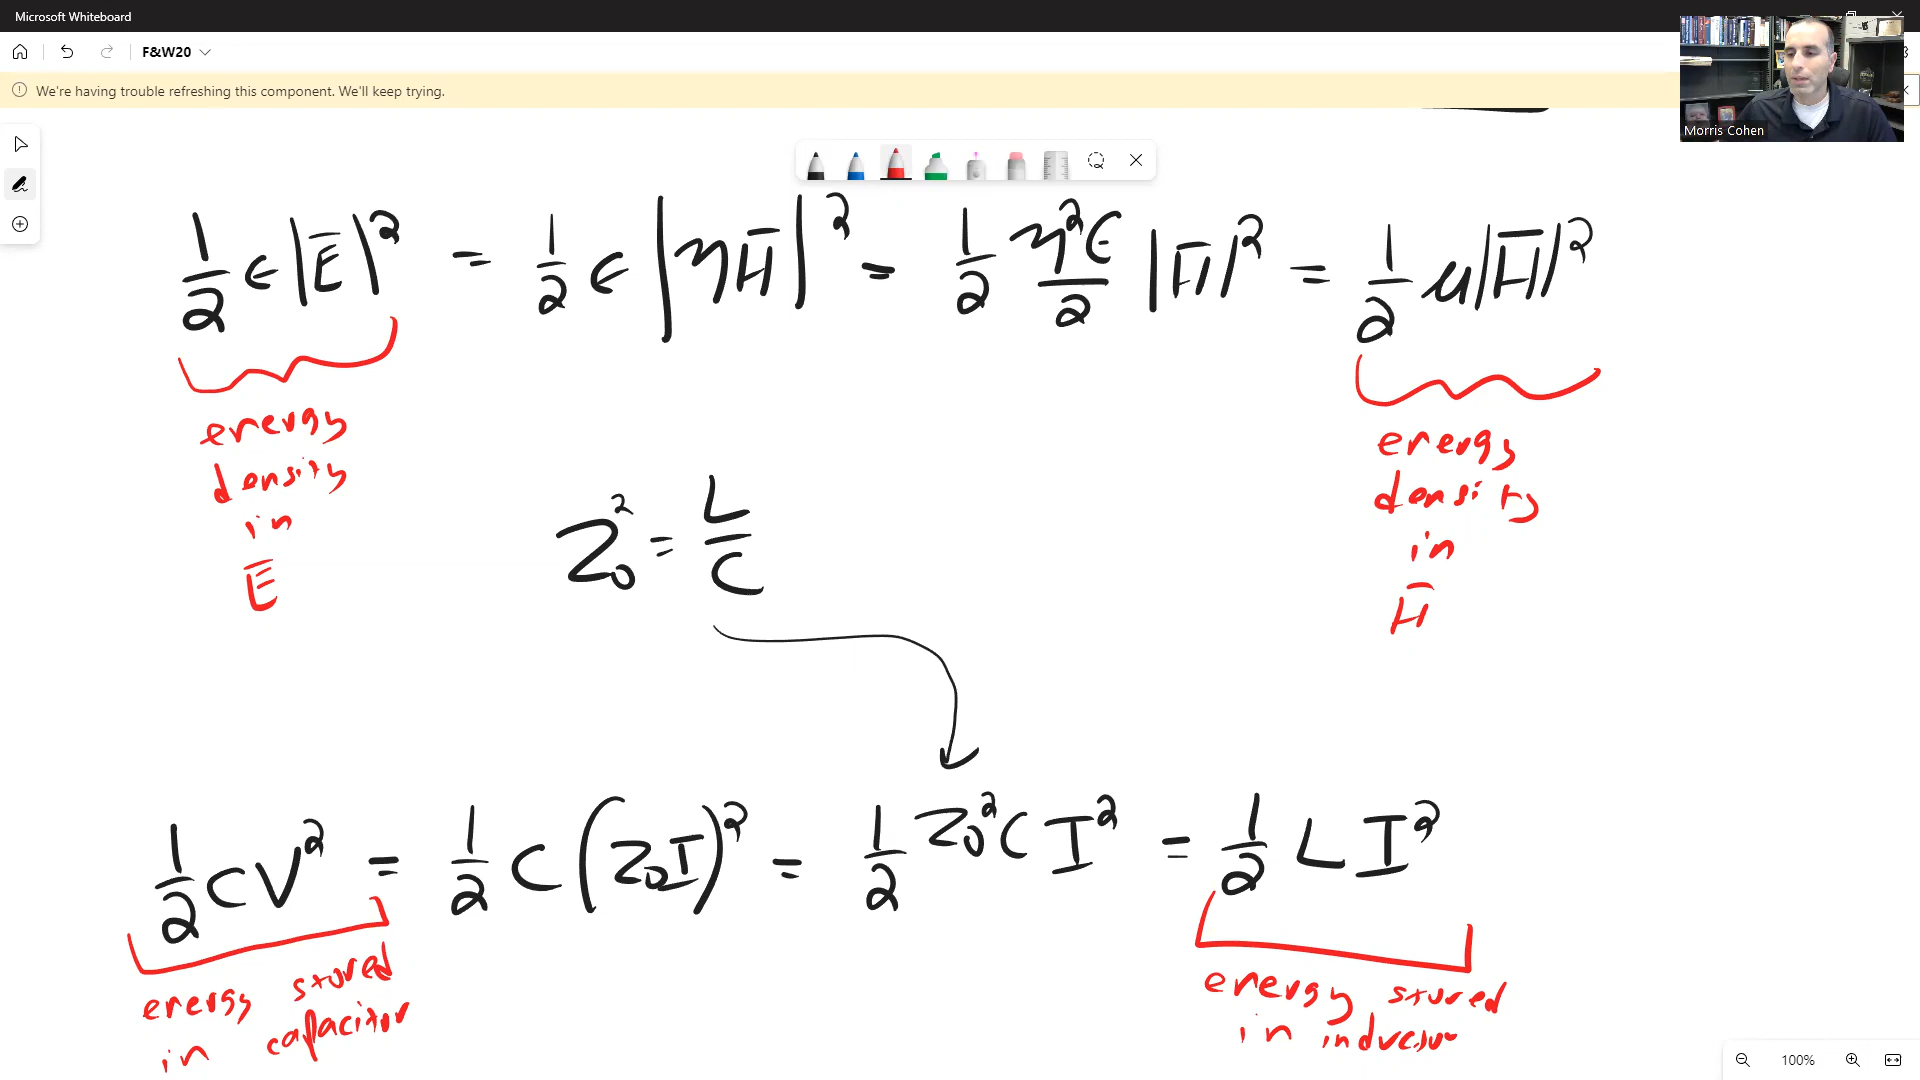 Microsoft Whiteboard
F&W20
We're having trouble refreshing this component. We'll keep trying.
Morris Cohen
1/2 ϵ |E̅|² = 1/2 ϵ |ηH̅|² = 1/2 η²ϵ/2 |H̅|² = 1/2 μ|H̅|²
energy
density
in
E̅
energy
density
in
H̅
Z₀² = L/C
1/2 CV² = 1/2 C (Z₀I)² = 1/2 Z₀²C I² = 1/2 L I²
energy stored
in capacitor
energy stored
in inductor
100%